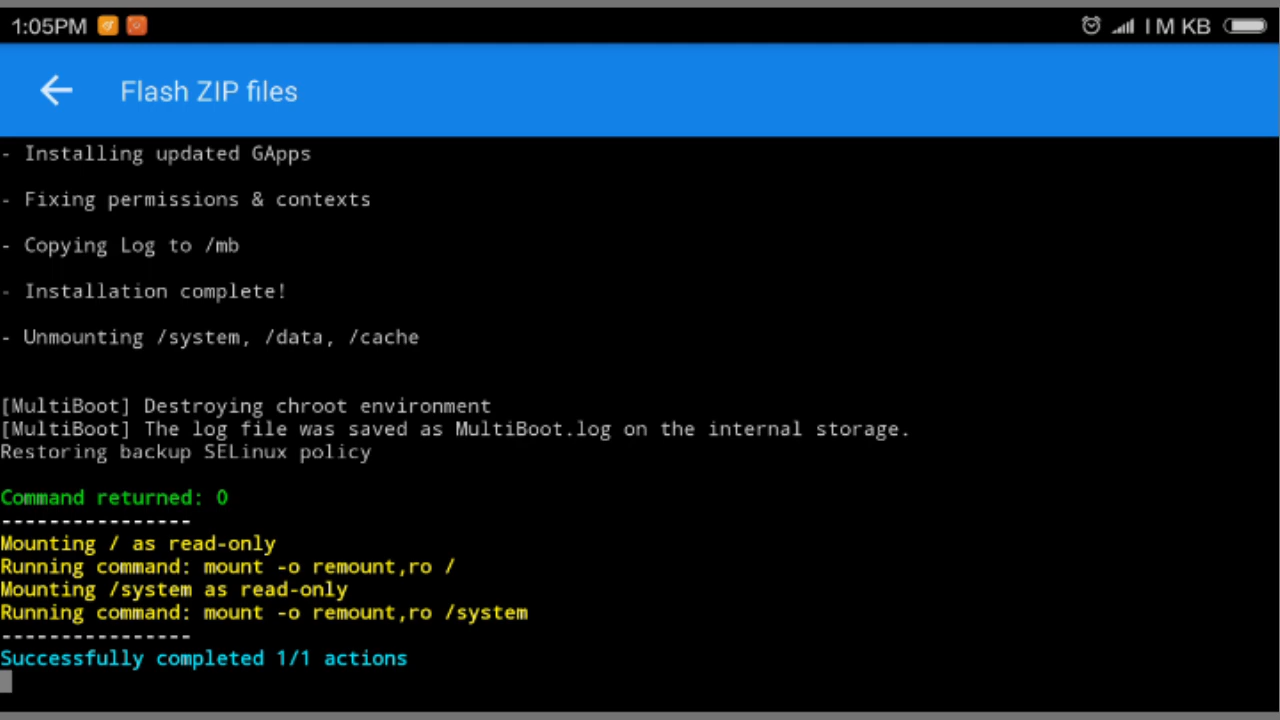 1:05PM
I M KB
Flash ZIP files
- Installing updated GApps
- Fixing permissions & contexts
- Copying Log to /mb
- Installation complete!
- Unmounting /system, /data, /cache
[MultiBoot] Destroying chroot environment
[MultiBoot] The log file was saved as MultiBoot.log on the internal storage.
Restoring backup SELinux policy
Command returned: 0
----------------
Mounting / as read-only
Running command: mount -o remount,ro /
Mounting /system as read-only
Running command: mount -o remount,ro /system
----------------
Successfully completed 1/1 actions